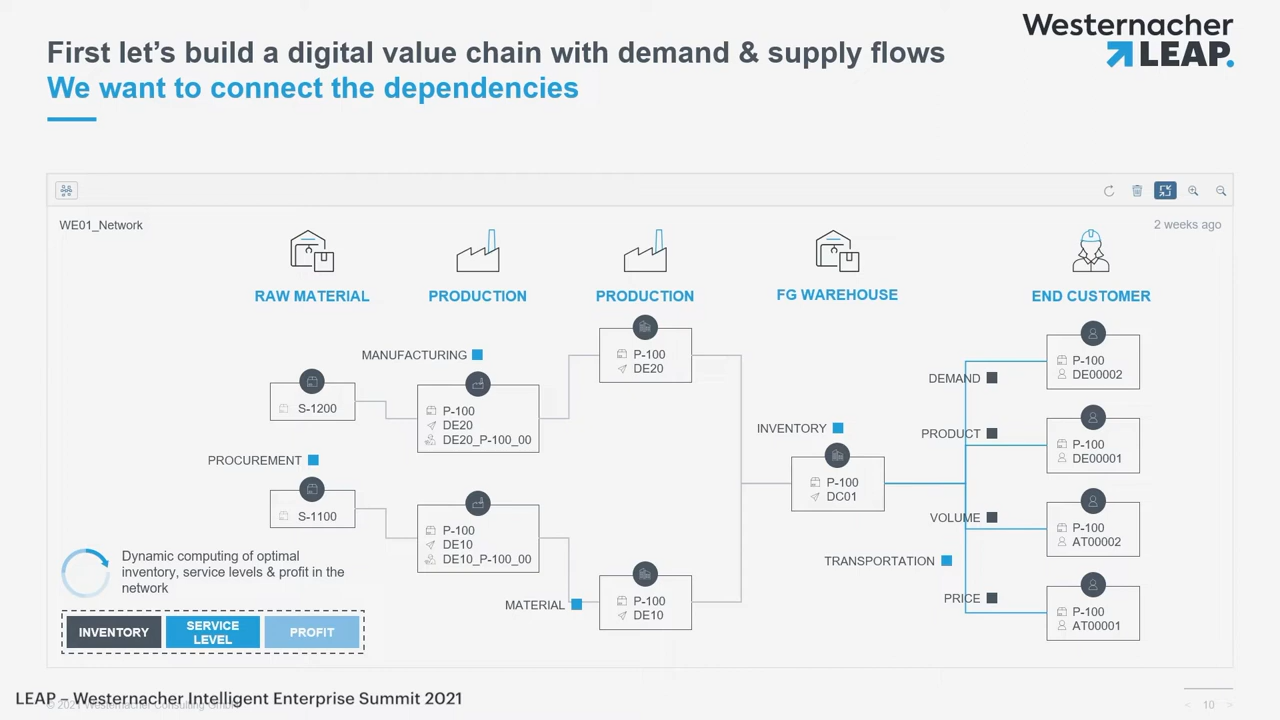 First let’s build a digital value chain with demand & supply flows
We want to connect the dependencies
Westernacher
LEAP.
WE01_Network
2 weeks ago
RAW MATERIAL
PRODUCTION
PRODUCTION
FG WAREHOUSE
END CUSTOMER
MANUFACTURING
P-100
DE20
S-1200
P-100
DE20
DE20_P-100_00
PROCUREMENT
S-1100
P-100
DE10
DE10_P-100_00
MATERIAL
P-100
DE10
INVENTORY
P-100
DC01
TRANSPORTATION
DEMAND
P-100
DE00002
PRODUCT
P-100
DE00001
VOLUME
P-100
AT00002
PRICE
P-100
AT00001
Dynamic computing of optimal
inventory, service levels & profit in the
network
INVENTORY
SERVICE
LEVEL
PROFIT
LEAP – Westernacher Intelligent Enterprise Summit 2021
© 2021 Westernacher Consulting GmbH
< 10 >